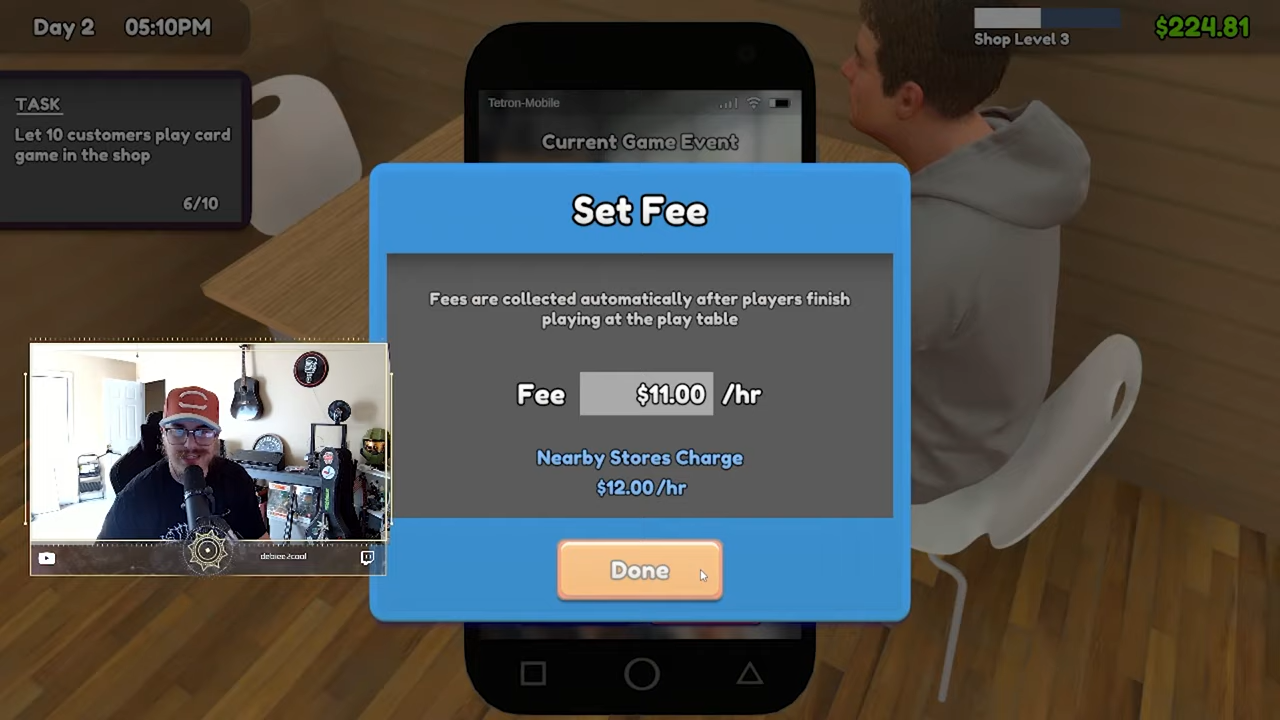 Day 2 05:10PM
Shop Level 3
$224.81
TASK
Let 10 customers play card
game in the shop
6/10
Tetron-Mobile
Current Game Event
Set Fee
Fees are collected automatically after players finish
playing at the play table
Fee $11.00 /hr
Nearby Stores Charge
$12.00/hr
Done
debiee2cool